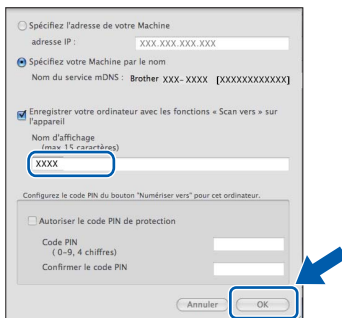 Spécifiez l'adresse de votre Machine
adresse IP :
XXX.XXX.XXX.XXX
Spécifiez votre Machine par le nom
Nom du service mDNS : Brother XXX-XXXX [XXXXXXXXXXXX]
Enregistrer votre ordinateur avec les fonctions « Scan vers » sur
l'appareil
Nom d'affichage
(max 15 caractères)
XXXX
Configurez le code PIN du bouton "Numériser vers" pour cet ordinateur.
Autoriser le code PIN de protection
Code PIN
( 0-9, 4 chiffres)
Confirmer le code PIN
Annuler
OK